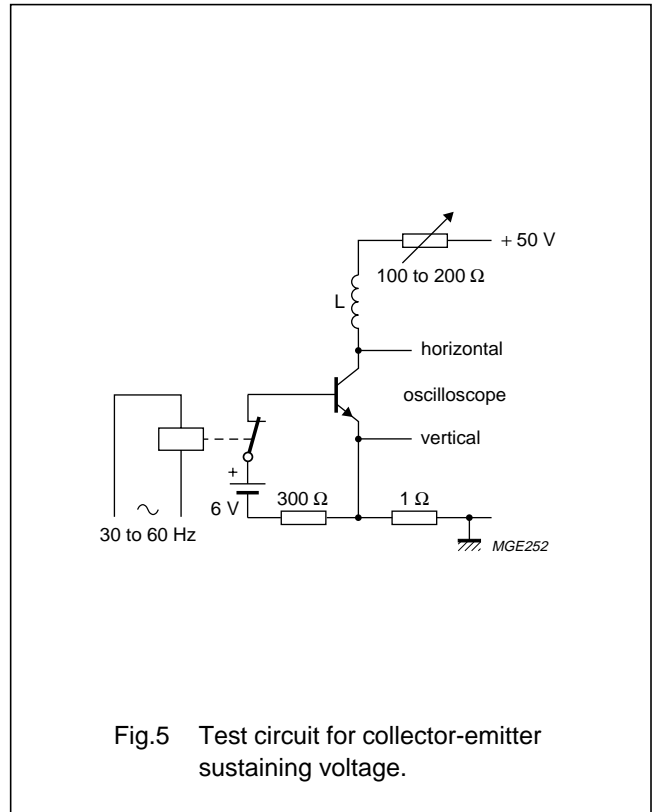 + 50 V
100 to 200 Ω
L
horizontal
oscilloscope
vertical
+
6 V
300 Ω
1 Ω
30 to 60 Hz
MGE252
Fig.5 Test circuit for collector-emitter
sustaining voltage.